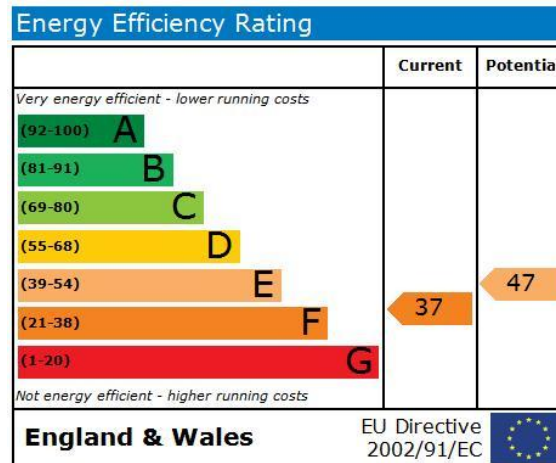 Energy Efficiency Rating
Current Potentia
Very energy efficient - lower running costs
(92-100) A
(81-91) B
(69-80) C
(55-68) D
(39-54) E
47
(21-38) F
37
(1-20) G
Not energy efficient - higher running costs
England & Wales
EU Directive
2002/91/EC